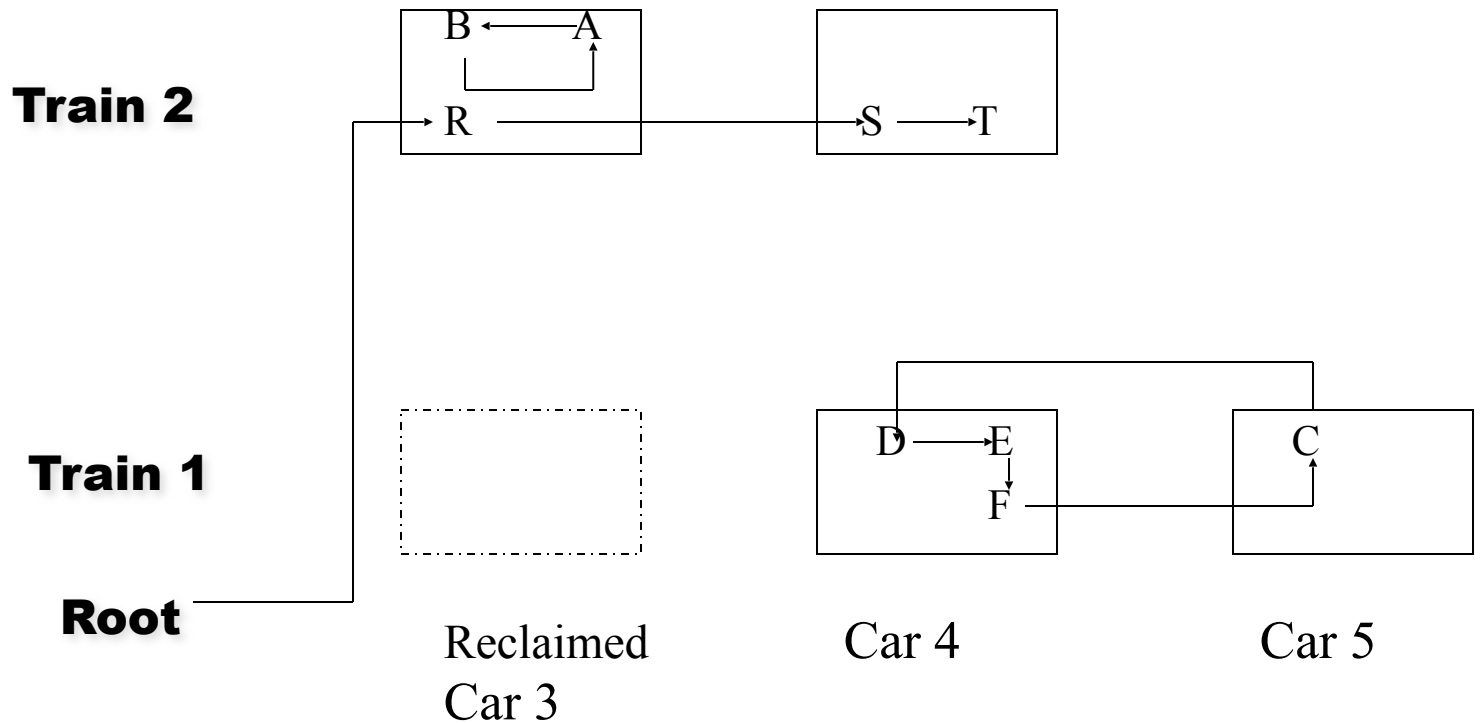 B A
Train 2
R S T
D E C
Train 1
F
Root
Reclaimed Car 4 Car 5
Car 3